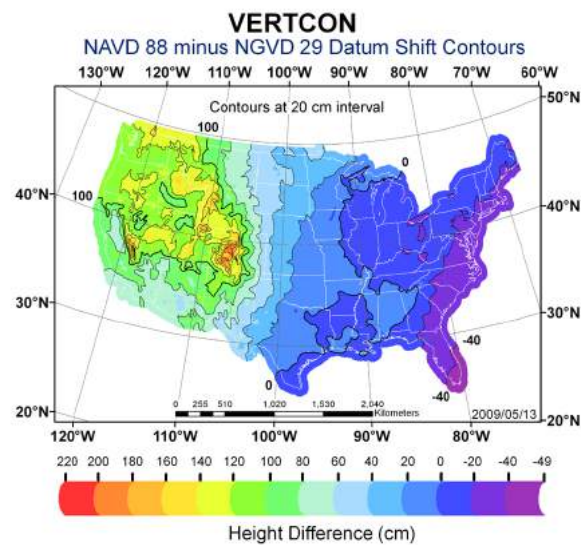 VERTCON
NAVD 88 minus NGVD 29 Datum Shift Contours
130°W 120°W 110°W 100°W 90°W 80°W 70°W 60°W
Contours at 20 cm interval
50°N
100
0
100
40°N
40°N
30°N
30°N
-40
0
-40
0 255 510 1,020 1,530 2,040
Kilometers
2009/05/13
20°N
20°N
120°W 110°W 100°W 90°W 80°W
220 200 180 160 140 120 100 80 60 40 20 0 -20 -40 -49
Height Difference (cm)